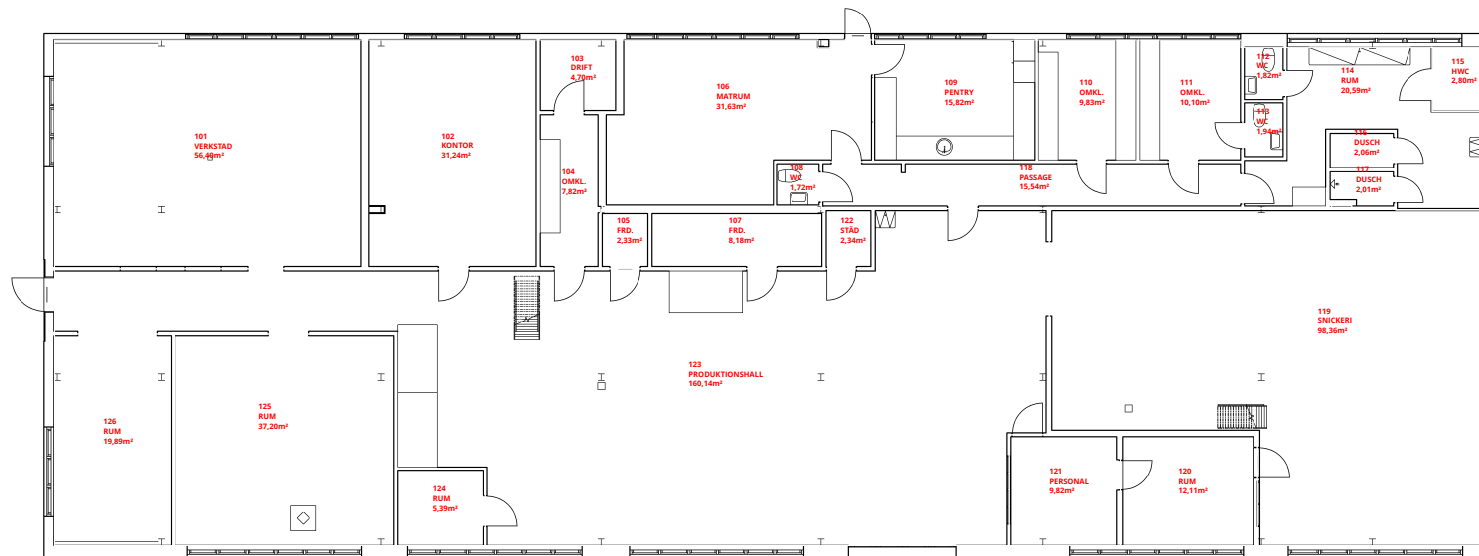 101
VERKSTAD
56,40m²
102
KONTOR
31,24m²
103
DRIFT
4,70m²
104
OMKL.
7,82m²
105
FRD.
2,33m²
106
MATRUM
31,63m²
107
FRD.
8,18m²
108
WC
1,72m²
109
PENTRY
15,82m²
110
OMKL.
9,83m²
111
OMKL.
10,10m²
112
WC
1,82m²
113
WC
1,94m²
114
RUM
20,59m²
115
HWC
2,80m²
116
DUSCH
2,06m²
117
DUSCH
2,01m²
118
PASSAGE
15,54m²
119
SNICKERI
98,36m²
120
RUM
12,11m²
121
PERSONAL
9,82m²
122
STÄD
2,34m²
123
PRODUKTIONSHALL
160,14m²
124
RUM
5,39m²
125
RUM
37,20m²
126
RUM
19,89m²